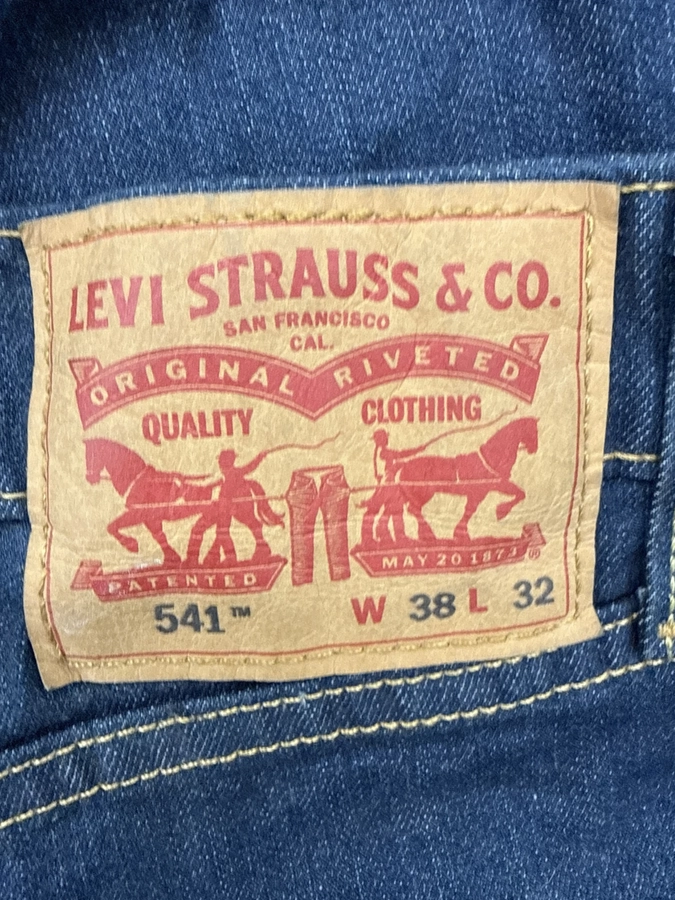 LEVI STRAUSS & CO.
SAN FRANCISCO
CAL.
ORIGINAL RIVETED
QUALITY CLOTHING
PATENTED MAY 20 1873 ®
541™ W 38 L 32